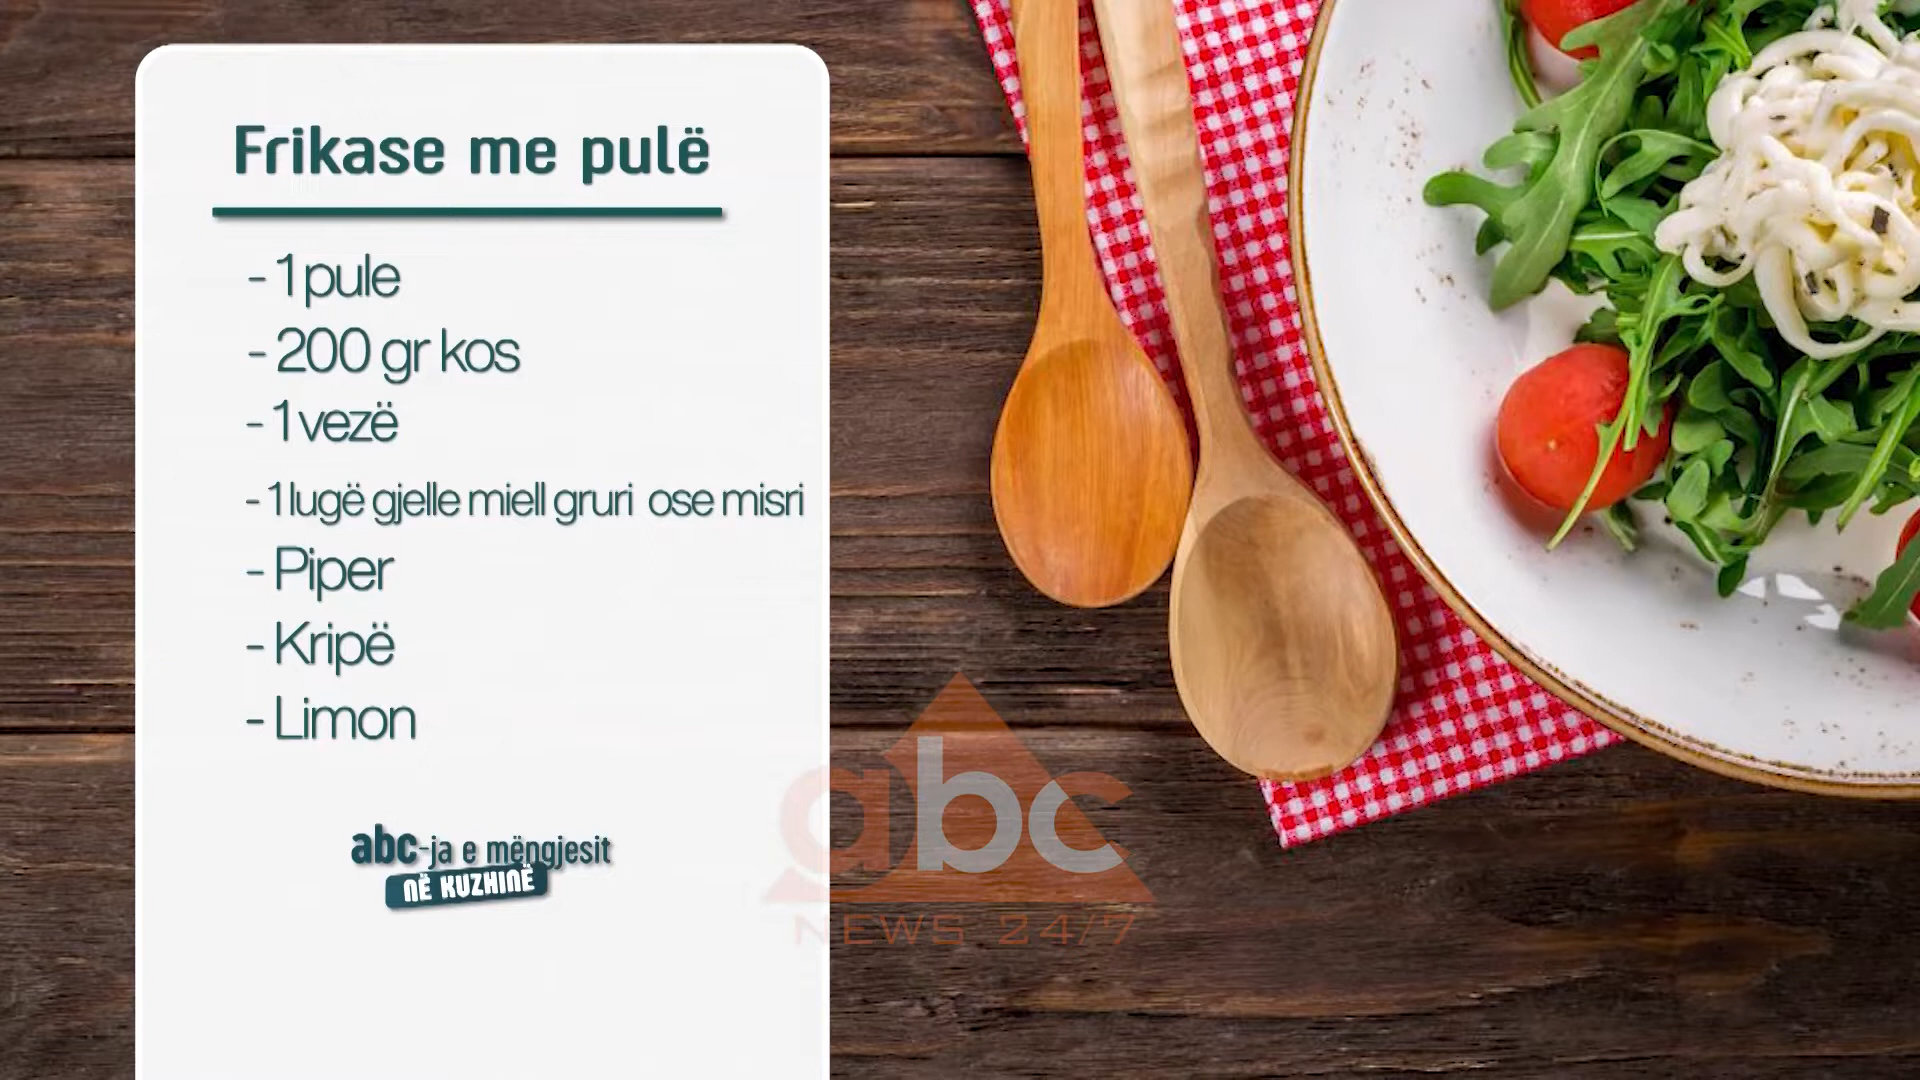 Frikase me pulë
- 1 pule
- 200 gr kos
- 1 vezë
- 1 lugë gjelle miell gruri ose misri
- Piper
- Kripë
- Limon
abc-ja e mëngjesit
NË KUZHINË
abc
NEWS 24/7